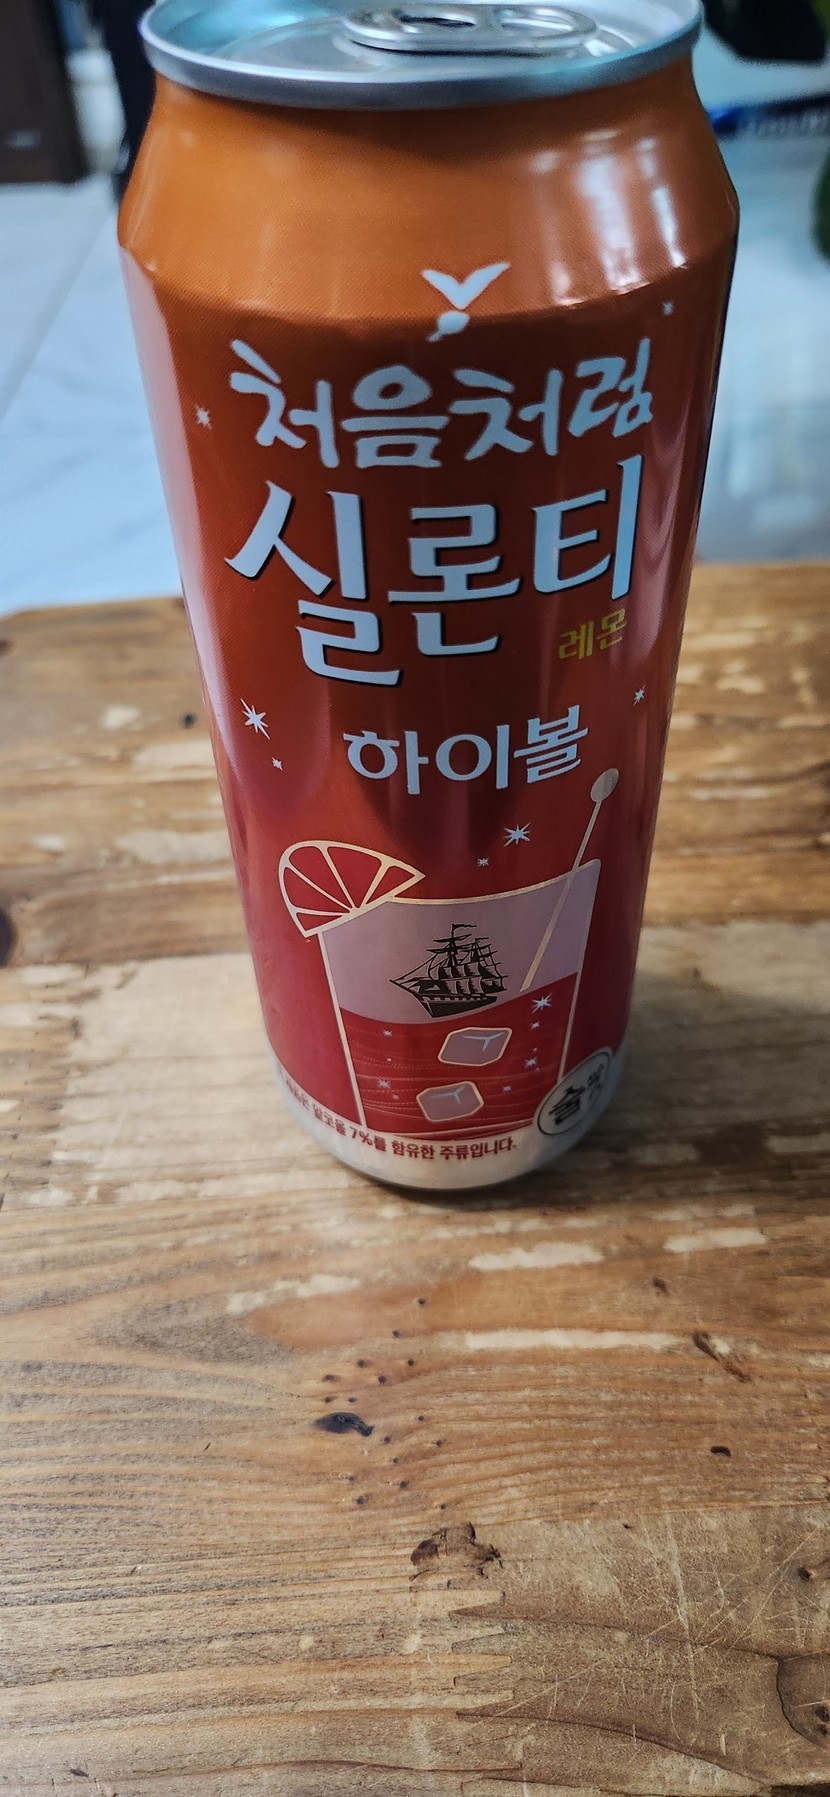 처음처럼
실론티
레몬
하이볼
알코올 7%를 함유한 주류입니다.